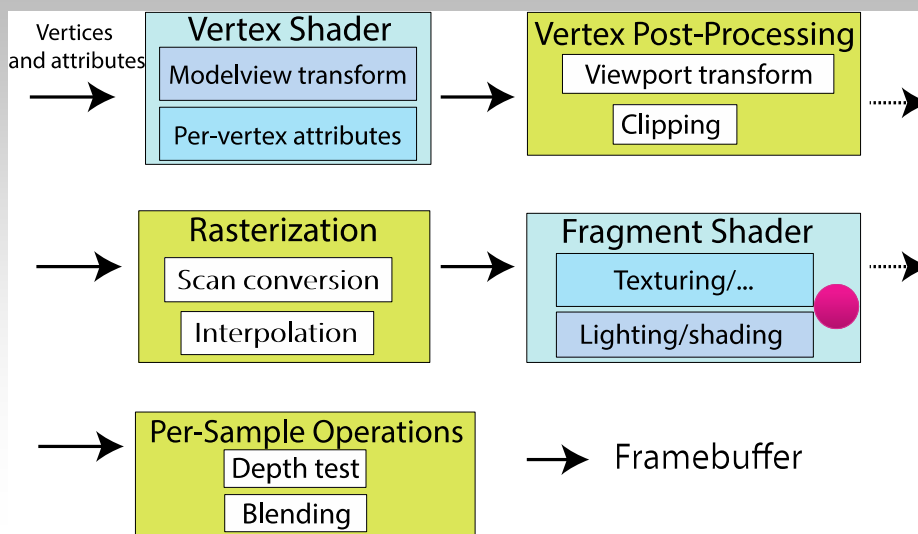 Vertices
and attributes
Vertex Shader
Modelview transform
Per-vertex attributes
Vertex Post-Processing
Viewport transform
Clipping
Rasterization
Scan conversion
Interpolation
Fragment Shader
Texturing/...
Lighting/shading
Per-Sample Operations
Depth test
Blending
Framebuffer